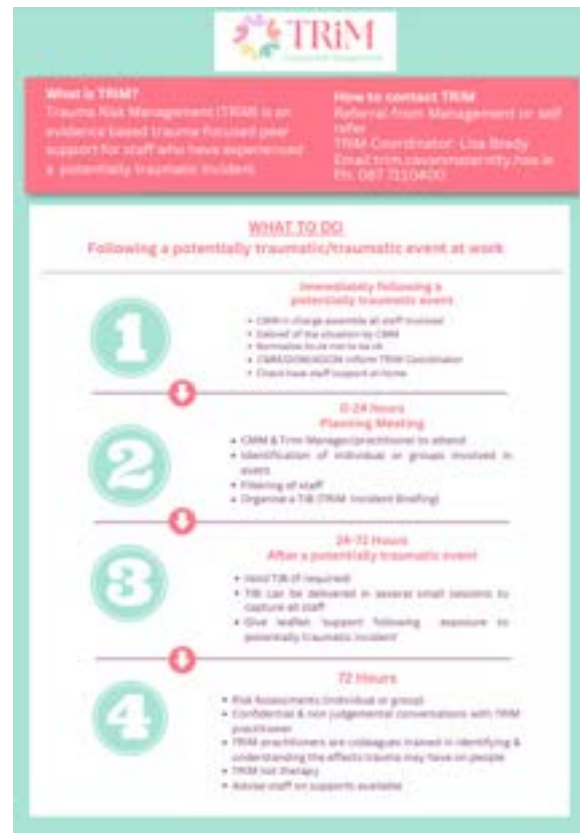 TRiM
What is TRiM?
Trauma Risk Management (TRiM) is an
evidence based trauma focused peer
support for staff who have experienced
a potentially traumatic incident
How to contact TRiM
Referral from Management or self
refer
TRiM Coordinator: Lisa Brady
Ph: 087 7110400
WHAT TO DO
Following a potentially traumatic/traumatic event at work
1
Immediately following a
potentially traumatic event
CMM in charge assemble all staff involved
Debrief of the situation by CMM
Normalise its ok not to be ok
inform TRiM Coordinator
Check have staff support at home
2
0-24 hours
Planning Meeting
CMM & Trim Manager/practitioner to attend
Identification of individual or groups involved in
event
Filtering of staff
Organise a TIB (TRiM Incident Briefing)
3
24-72 Hours
After a potentially traumatic event
Hold TIB (if required)
TIB can be delivered in several small sessions to
capture all staff
Give leaflet 'support following exposure to
potentially traumatic incident'
4
72 Hours
Risk Assessments (individual or group)
Confidential & non judgemental conversations with TRiM
practitioner
TRiM practitioners are colleagues trained in identifying &
understanding the effects trauma may have on people
TRiM not therapy
Advise staff on supports available